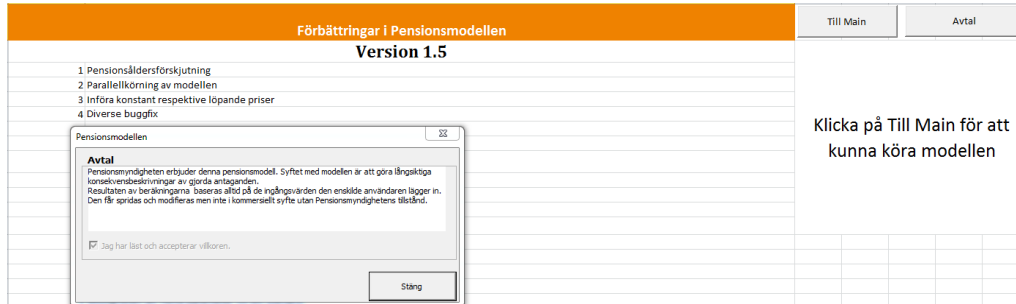 Förbättringar i Pensionsmodellen
Till Main
Avtal
Version 1.5
1 Pensionsåldersförskjutning
2 Parallellkörning av modellen
3 Införa konstant respektive löpande priser
4 Diverse buggfix
Klicka på Till Main för att
kunna köra modellen
Pensionsmodellen
Avtal
Pensionsmyndigheten erbjuder denna pensionsmodell. Syftet med modellen är att göra långsiktiga
konsekvensbeskrivningar av gjorda antaganden.
Resultaten av beräkningarna baseras alltid på de ingångsvärden den enskilde användaren lägger in.
Den får spridas och modifieras men inte i kommersiellt syfte utan Pensionsmyndighetens tillstånd.
Jag har läst och accepterar villkoren.
Stäng